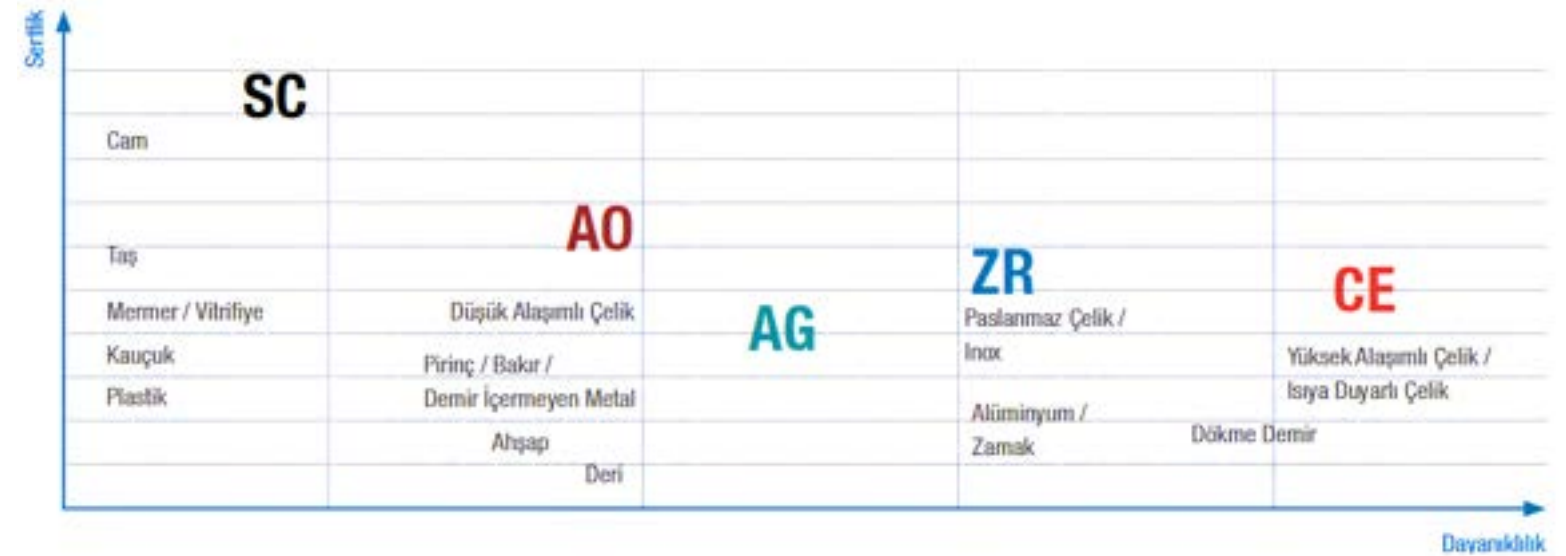 Sertlik
SC
Cam
AO
Taş
ZR
CE
Mermer / Vitrifiye
Düşük Alaşımlı Çelik
AG
Paslanmaz Çelik /
Inox
Kauçuk
Pirinç / Bakır /
Demir İçermeyen Metal
Yüksek Alaşımlı Çelik /
Isıya Duyarlı Çelik
Plastik
Alüminyum /
Zamak
Dökme Demir
Ahşap
Deri
Dayanıklılık